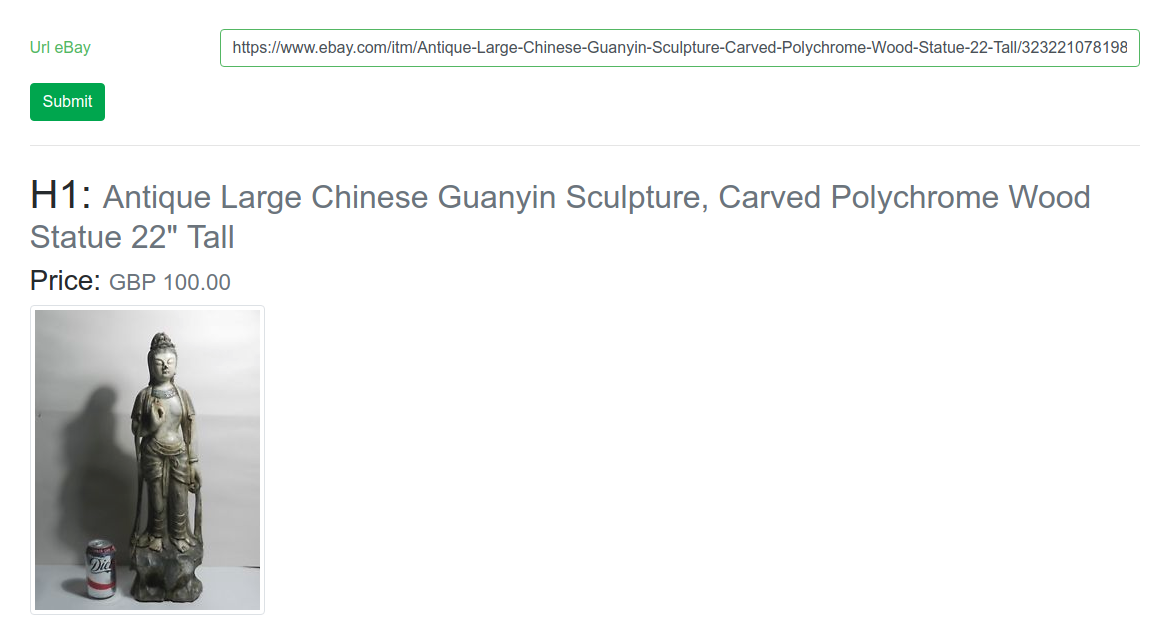 Url eBay
https://www.ebay.com/itm/Antique-Large-Chinese-Guanyin-Sculpture-Carved-Polychrome-Wood-Statue-22-Tall/323221078198
Submit
H1: Antique Large Chinese Guanyin Sculpture, Carved Polychrome Wood
Statue 22" Tall
Price: GBP 100.00
Diet